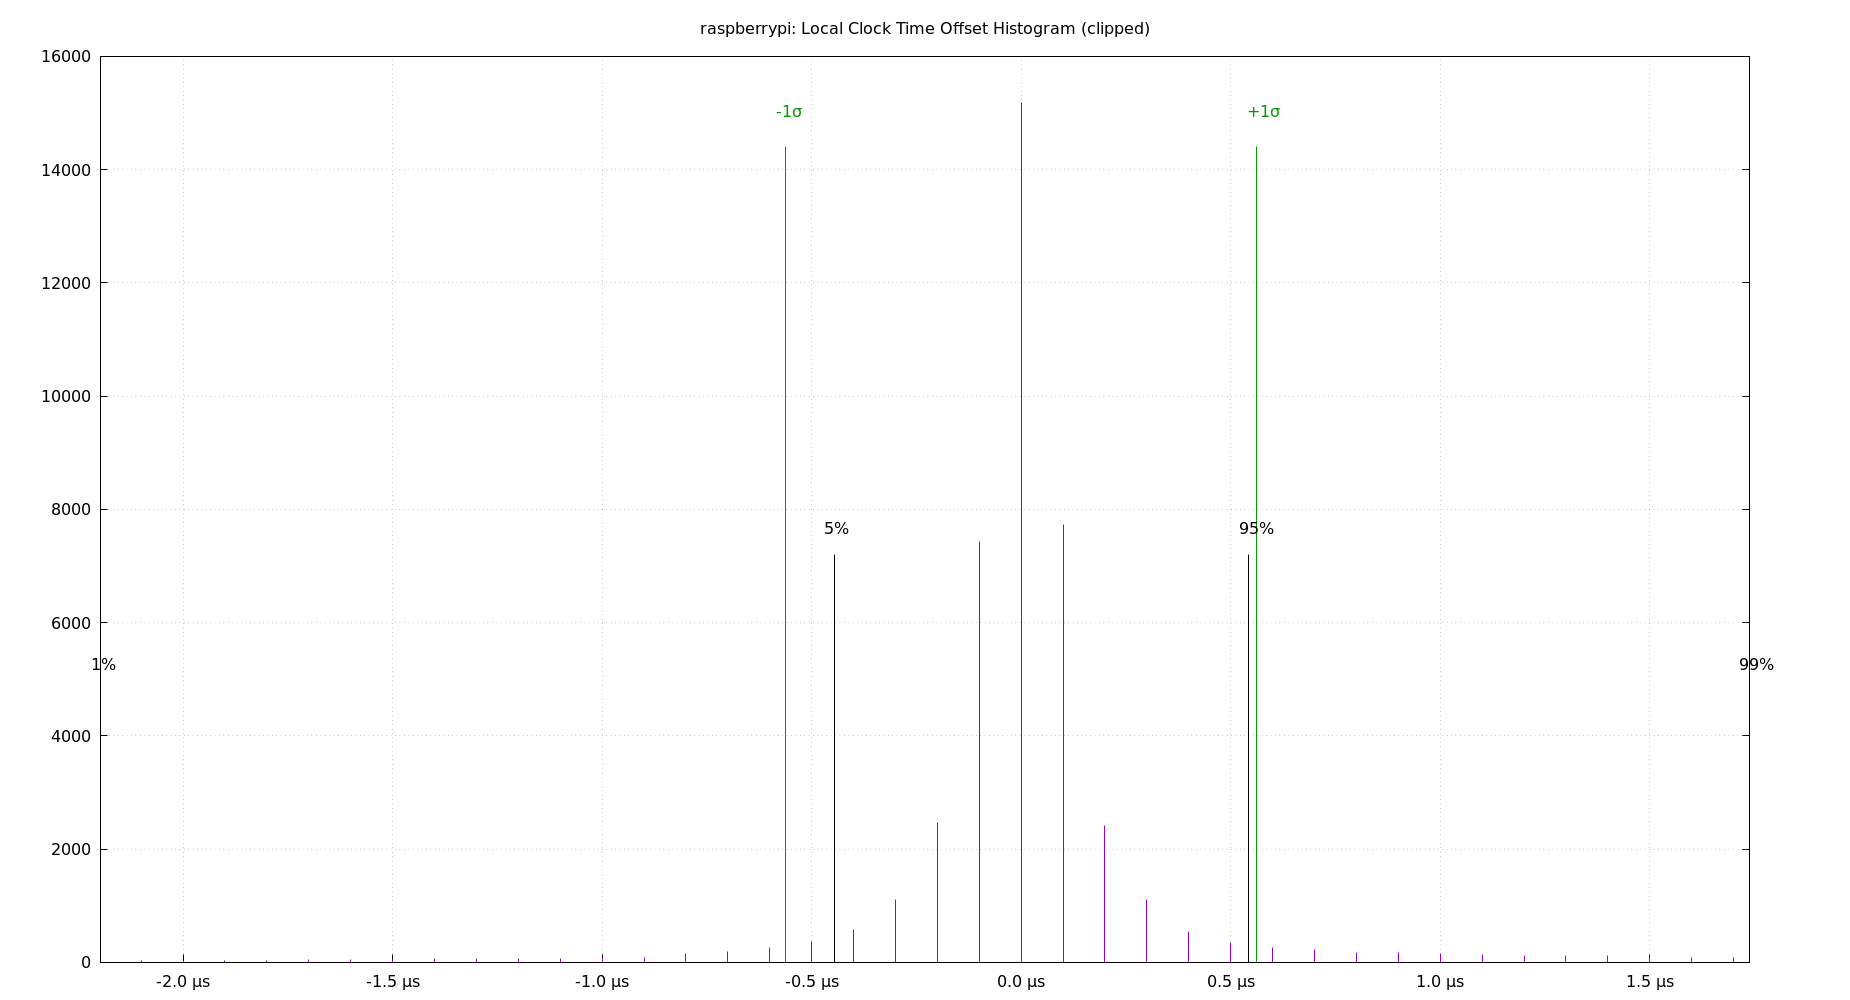 raspberrypi: Local Clock Time Offset Histogram (clipped)
16000
-1σ
+1σ
14000
12000
10000
8000
5%
95%
6000
1%
99%
4000
2000
0
-2.0 µs
-1.5 µs
-1.0 µs
-0.5 µs
0.0 µs
0.5 µs
1.0 µs
1.5 µs